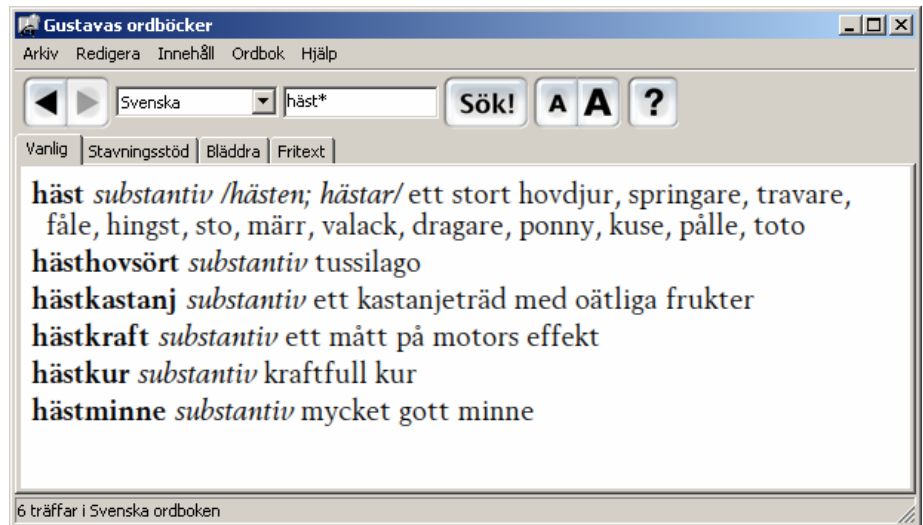 Gustavas ordböcker
Arkiv Redigera Innehåll Ordbok Hjälp
Svenska häst* Sök! A A ?
Vanlig Stavningsstöd Bläddra Fritext
häst substantiv /hästen; hästar/ ett stort hovdjur, springare, travare,
fåle, hingst, sto, märr, valack, dragare, ponny, kuse, pålle, toto
hästhovsört substantiv tussilago
hästkastanj substantiv ett kastanjeträd med oätliga frukter
hästkraft substantiv ett mått på motors effekt
hästkur substantiv kraftfull kur
hästminne substantiv mycket gott minne
6 träffar i Svenska ordboken